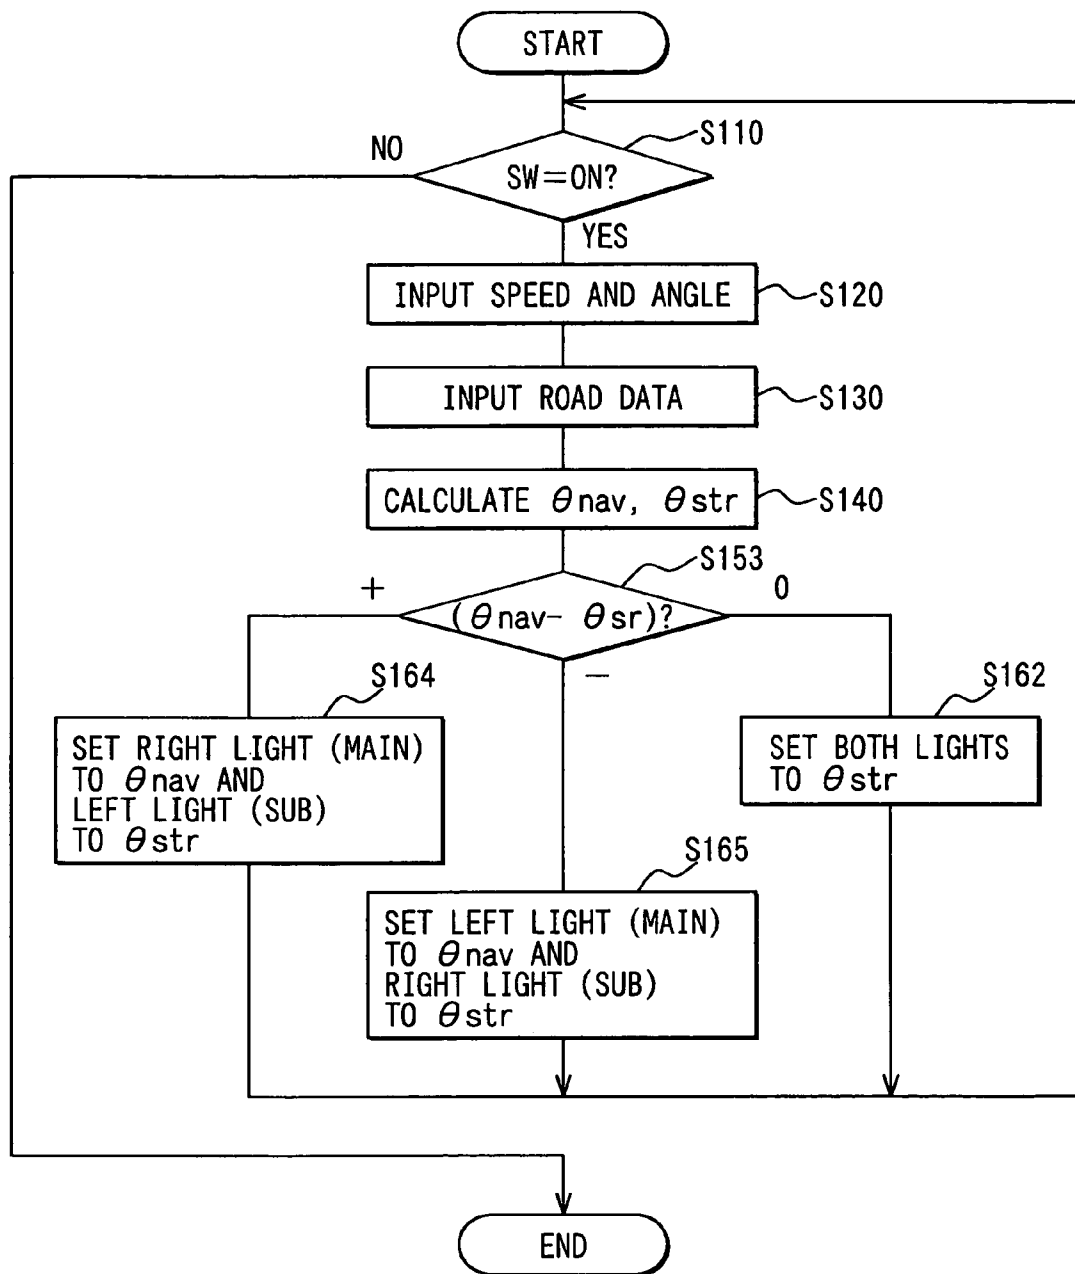 START
S110
NO
SW=ON?
YES
INPUT SPEED AND ANGLE
S120
INPUT ROAD DATA
S130
CALCULATE θnav, θstr
S140
S153
+
0
(θnav- θsr)?
-
S164
S162
SET RIGHT LIGHT (MAIN)
TO θnav AND
LEFT LIGHT (SUB)
TO θstr
SET BOTH LIGHTS
TO θstr
S165
SET LEFT LIGHT (MAIN)
TO θnav AND
RIGHT LIGHT (SUB)
TO θstr
END